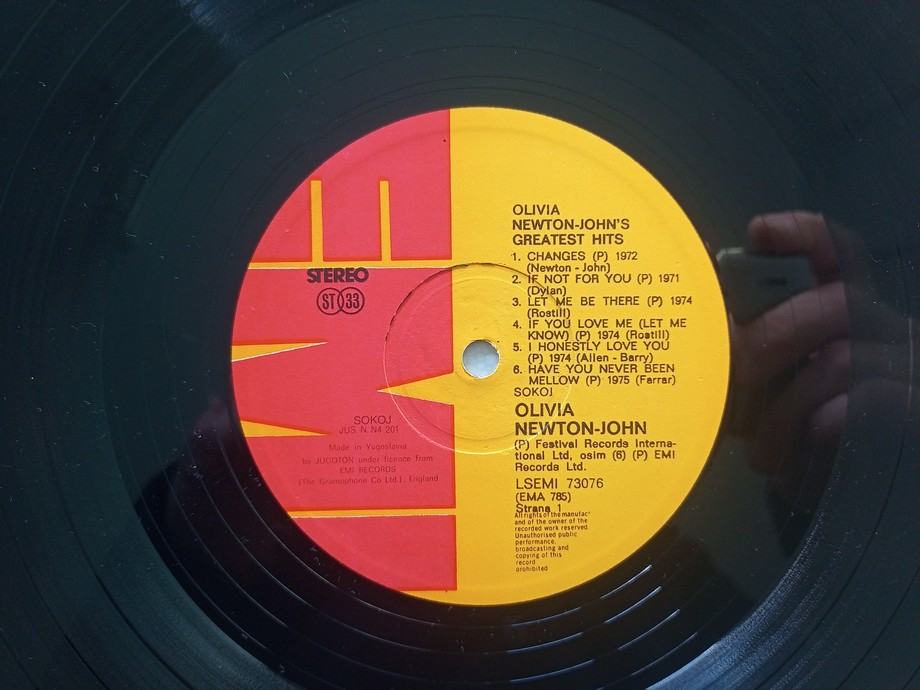 EMI
STEREO
ST 33
SOKOJ
JUS. N. N4 201
Made in Yugoslavia
by JUGOTON under licence from
EMI RECORDS
(The Gramophone Co Ltd.), England
OLIVIA
NEWTON-JOHN'S
GREATEST HITS
1. CHANGES (P) 1972
(Newton - John)
2. IF NOT FOR YOU (P) 1971
(Dylan)
3. LET ME BE THERE (P) 1974
(Rostill)
4. IF YOU LOVE ME (LET ME
KNOW) (P) 1974 (Rostill)
5. I HONESTLY LOVE YOU
(P) 1974 (Allen - Barry)
6. HAVE YOU NEVER BEEN
MELLOW (P) 1975 (Farrar)
SOKOJ
OLIVIA
NEWTON-JOHN
(P) Festival Records Interna-
tional Ltd, osim (6) (P) EMI
Records Ltd.
LSEMI 73076
(EMA 785)
Strana 1
All rights of the manufac"
and of the owner of the
recorded work reserved
Unauthorised public
performance,
broadcasting and
copying of this
record
prohibited